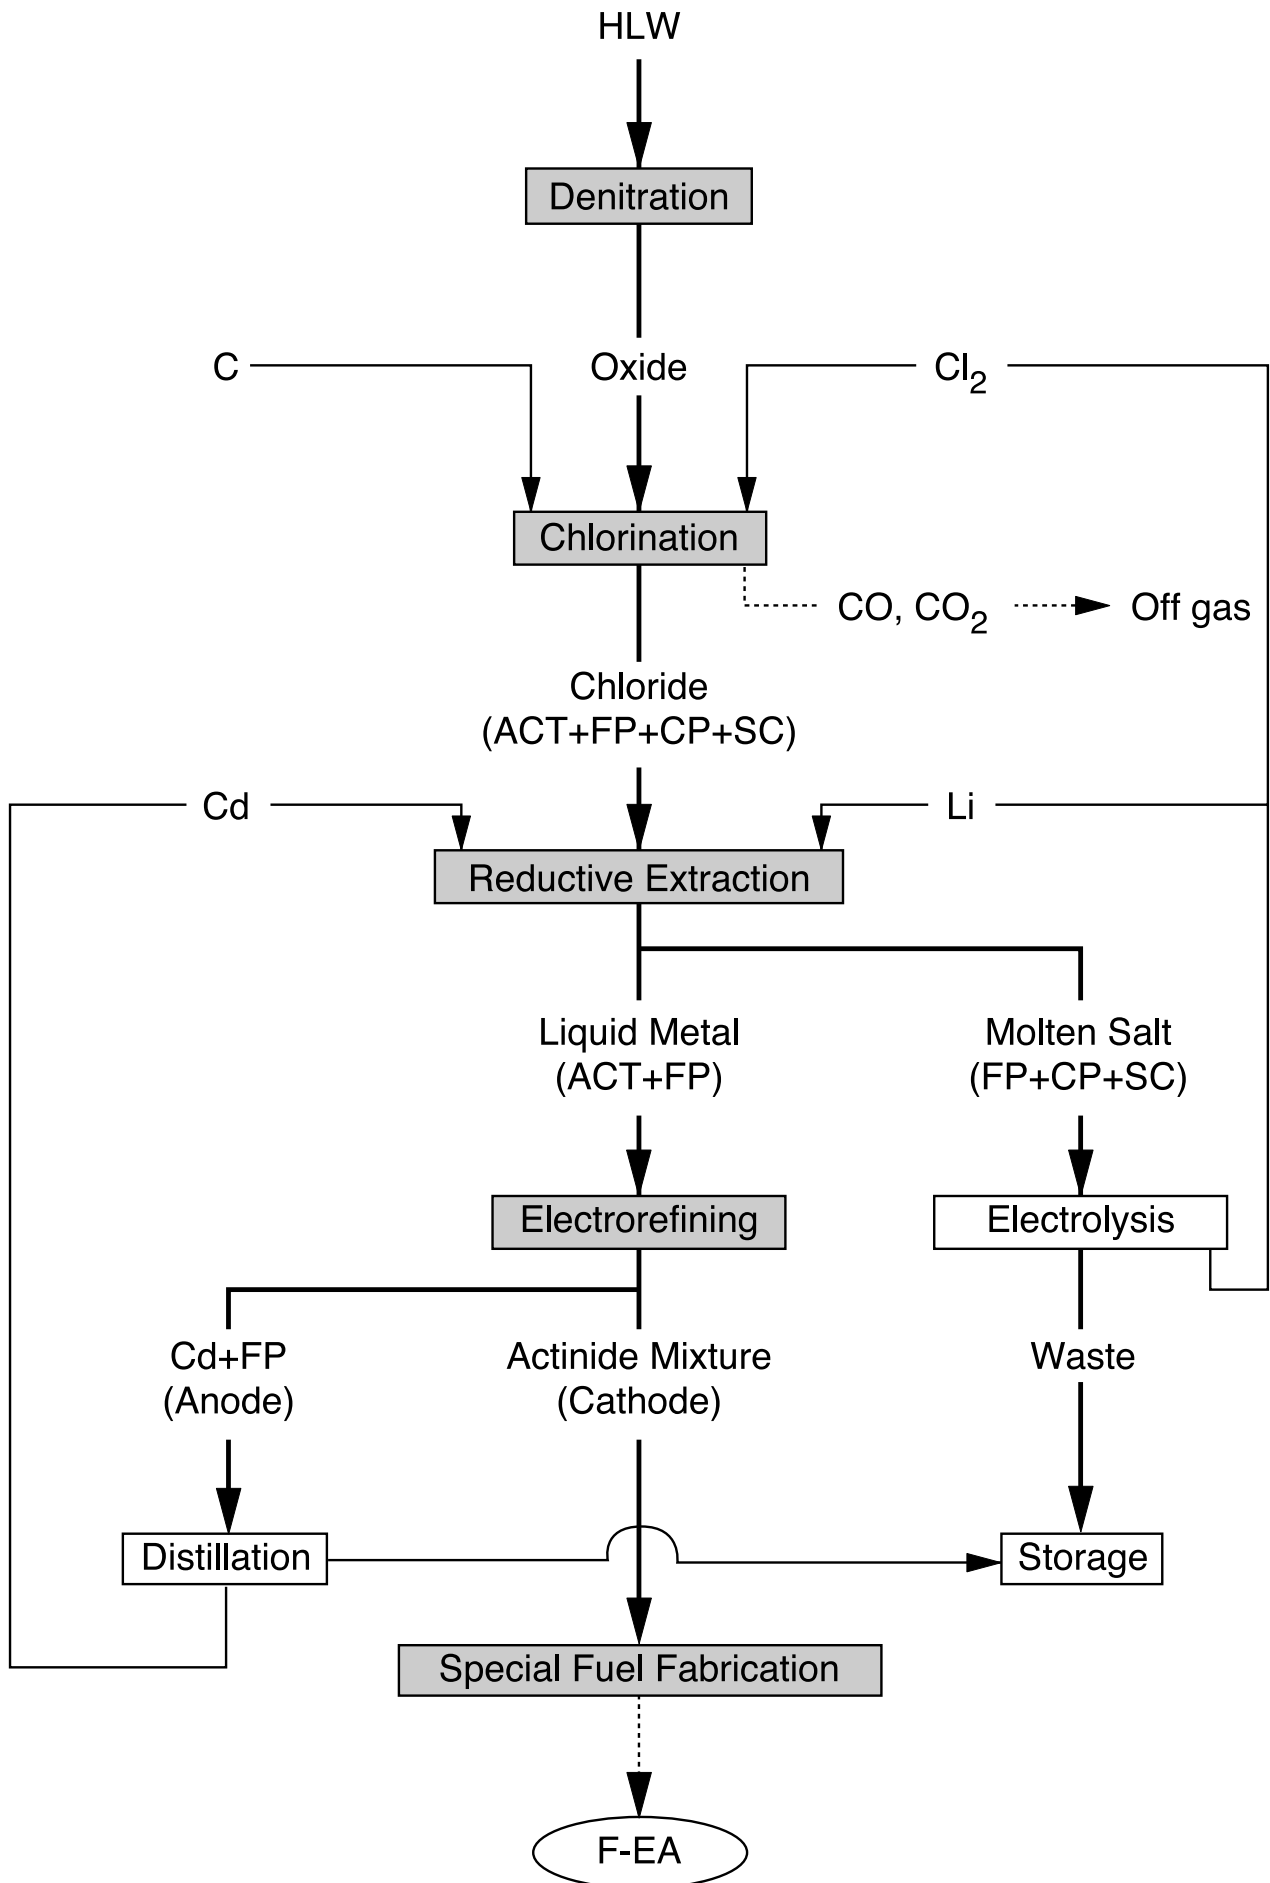 HLW
Denitration
C
Oxide
Cl₂
Chlorination
CO, CO₂
Off gas
Chloride
(ACT+FP+CP+SC)
Cd
Li
Reductive Extraction
Liquid Metal
(ACT+FP)
Molten Salt
(FP+CP+SC)
Electrorefining
Electrolysis
Cd+FP
(Anode)
Actinide Mixture
(Cathode)
Waste
Distillation
Storage
Special Fuel Fabrication
F-EA